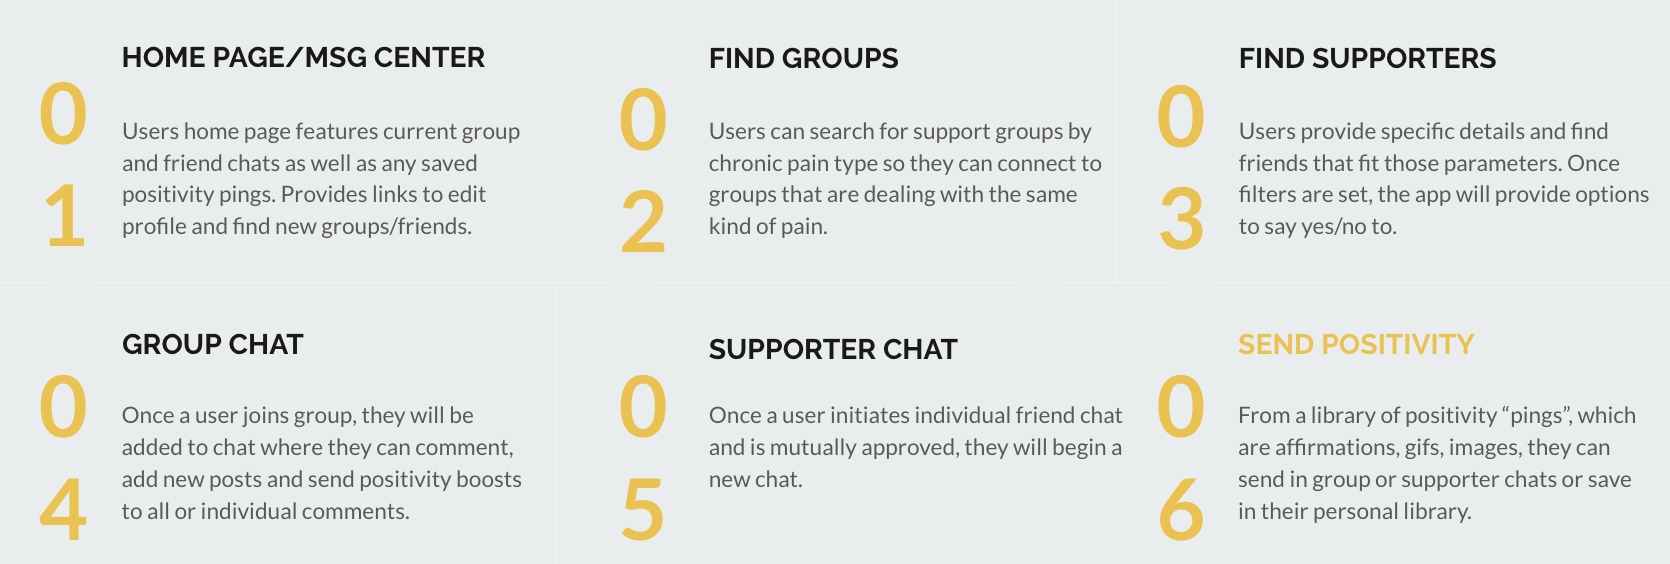 HOME PAGE/MSG CENTER
0
1
Users home page features current group
and friend chats as well as any saved
positivity pings. Provides links to edit
profile and find new groups/friends.
FIND GROUPS
0
2
Users can search for support groups by
chronic pain type so they can connect to
groups that are dealing with the same
kind of pain.
FIND SUPPORTERS
0
3
Users provide specific details and find
friends that fit those parameters. Once
filters are set, the app will provide options
to say yes/no to.
GROUP CHAT
0
4
Once a user joins group, they will be
added to chat where they can comment,
add new posts and send positivity boosts
to all or individual comments.
SUPPORTER CHAT
0
5
Once a user initiates individual friend chat
and is mutually approved, they will begin a
new chat.
SEND POSITIVITY
0
6
From a library of positivity “pings”, which
are affirmations, gifs, images, they can
send in group or supporter chats or save
in their personal library.